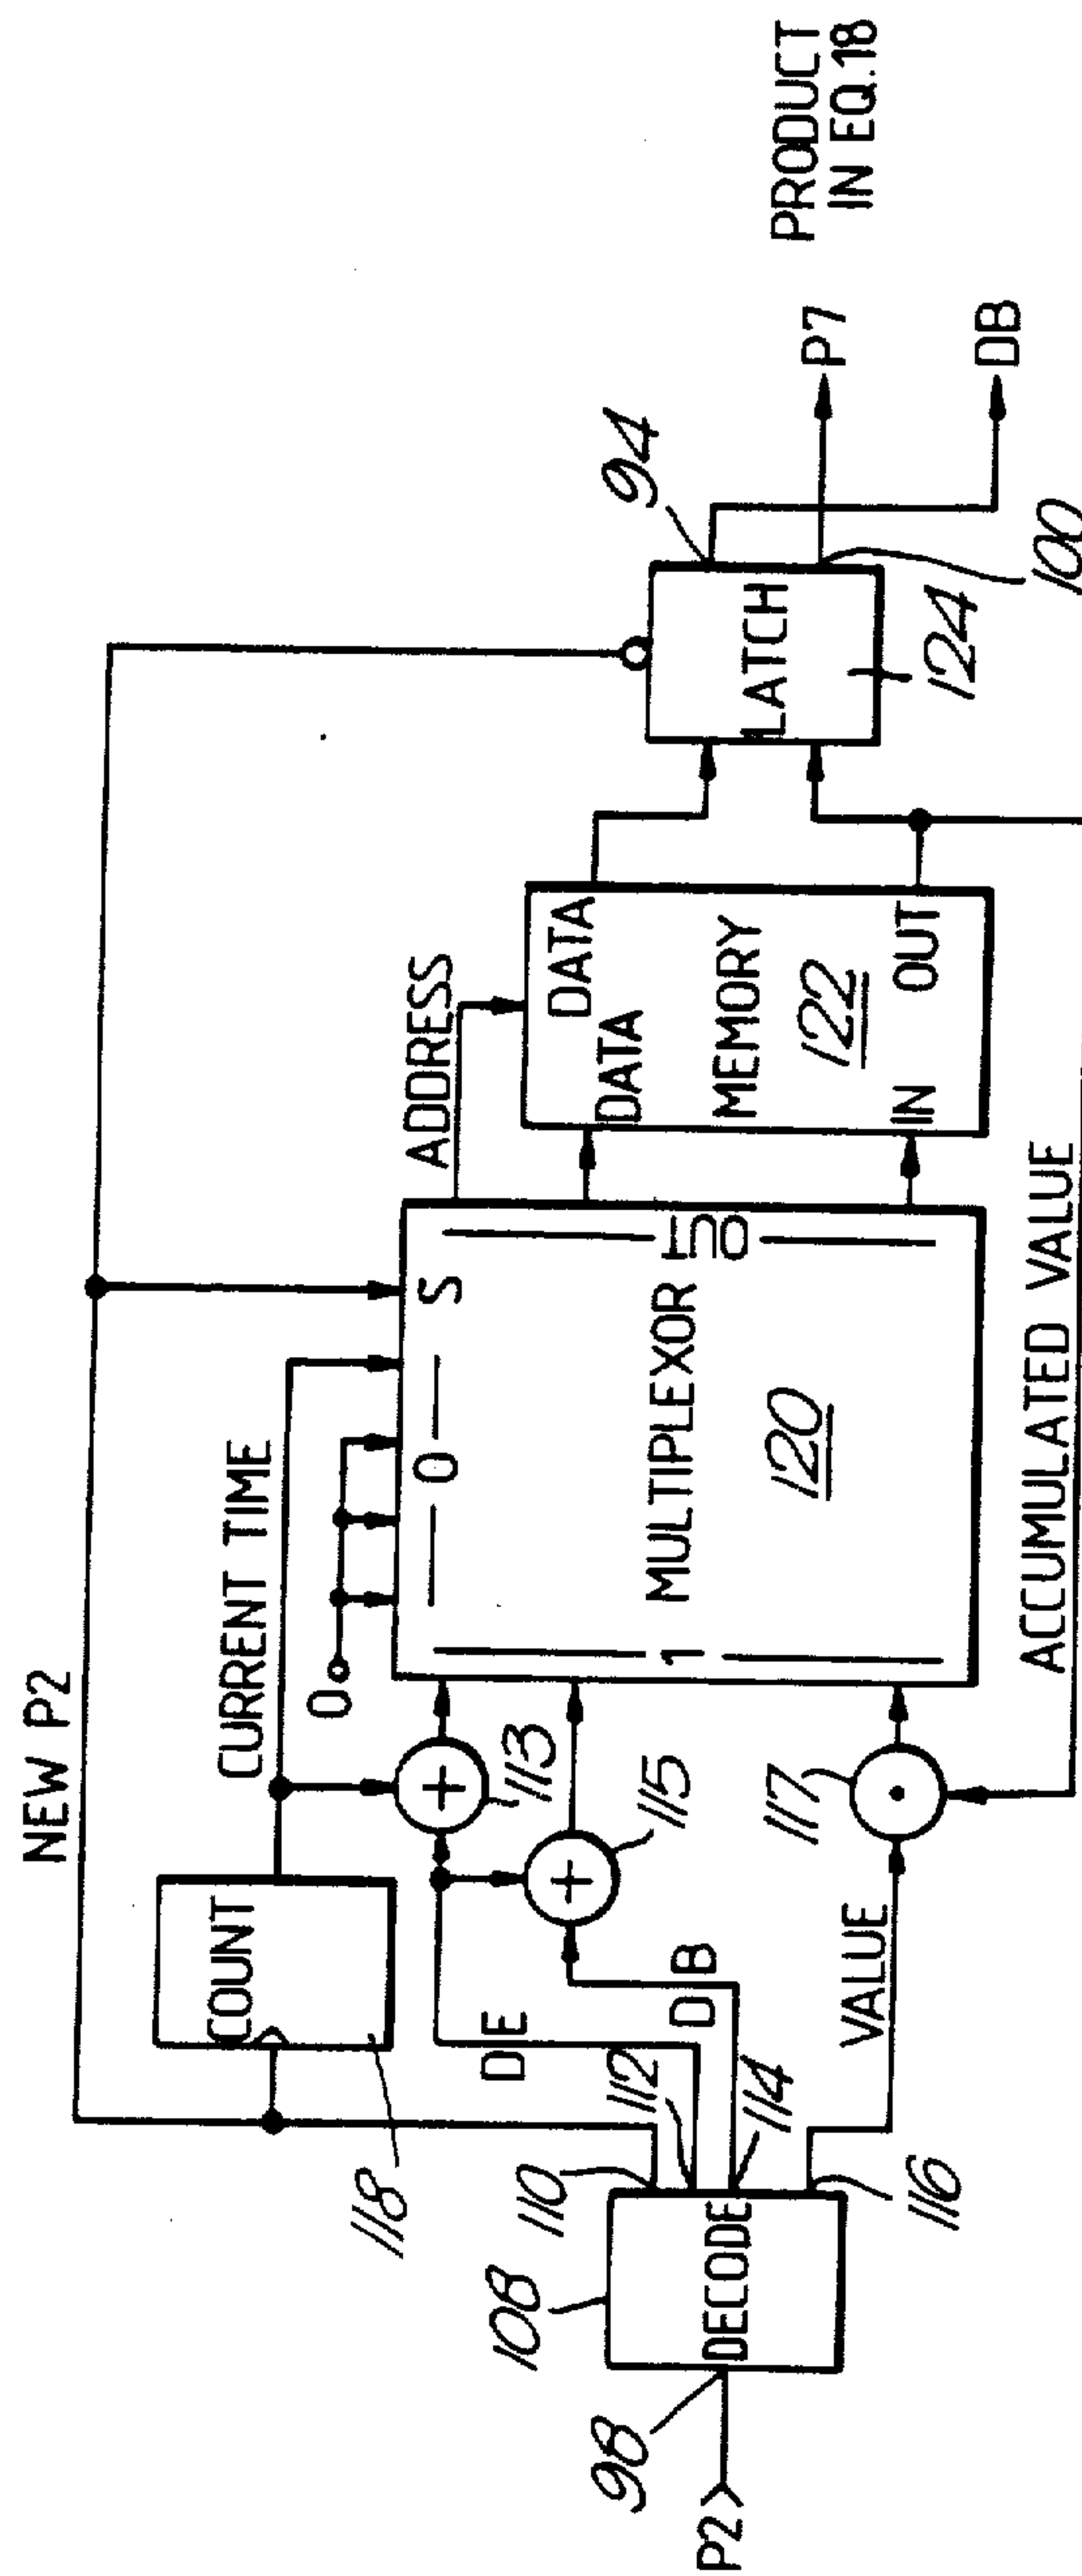 NEW P2
CURRENT TIME
COUNT
118
0
ADDRESS
P2
98
108
DECODE
110
112
114
116
DE
DB
VALUE
113
115
117
1
— 0 —
S
MULTIPLEXOR
120
150
DATA
DATA
MEMORY
122
IN
OUT
ACCUMULATED VALUE
LATCH
124
94
100
P7
DB
PRODUCT
IN EQ.18